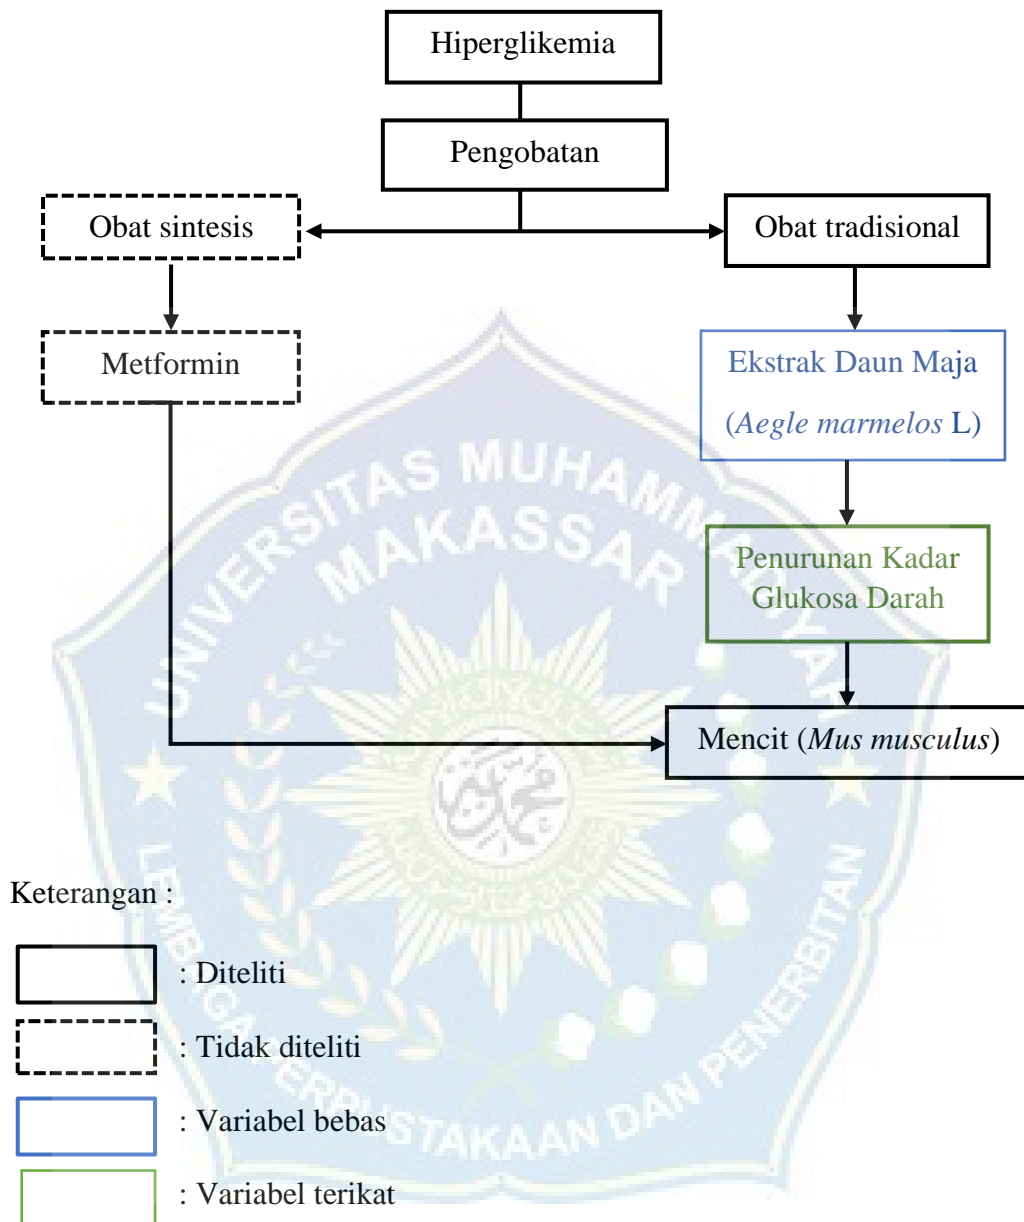 Hiperglikemia
Pengobatan
Obat sintesis
Obat tradisional
Metformin
Ekstrak Daun Maja
(Aegle marmelos L)
Penurunan Kadar
Glukosa Darah
Mencit (Mus musculus)
UNIVERSITAS MUHAMMADIYAH
MAKASSAR
LEMBAGA PERPUSTAKAAN DAN PENERBITAN
Keterangan :
: Diteliti
: Tidak diteliti
: Variabel bebas
: Variabel terikat